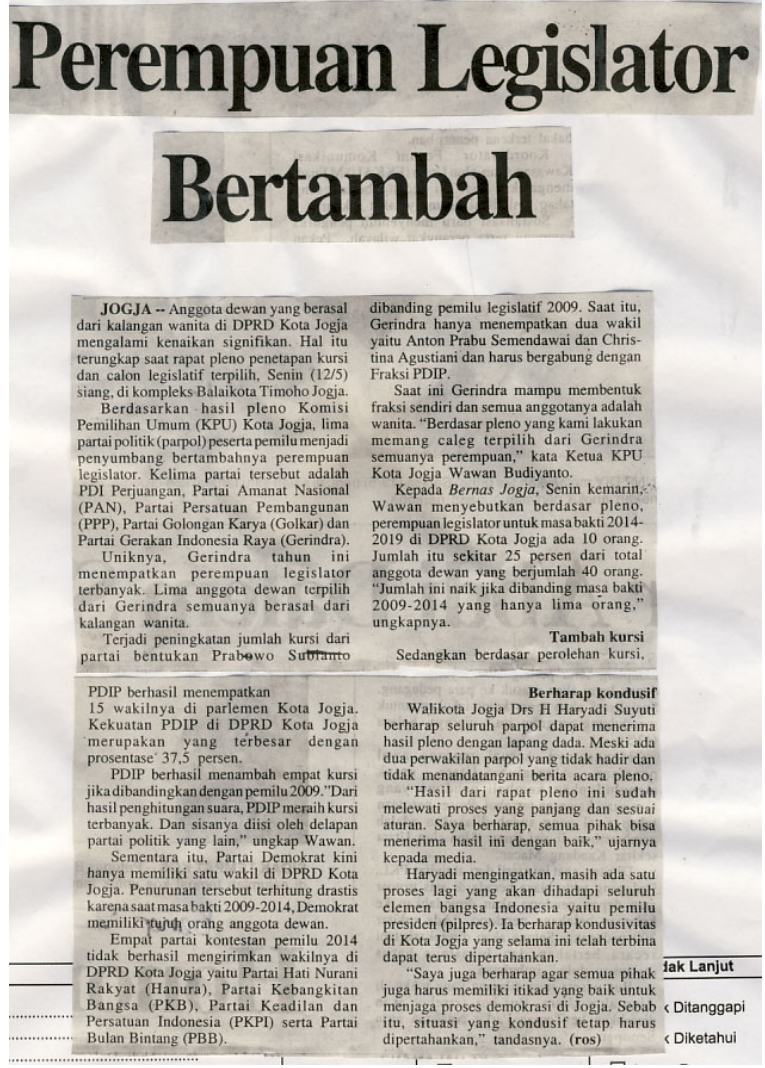 Perempuan Legislator
Bertambah
JOGJA -- Anggota dewan yang berasal
dari kalangan wanita di DPRD Kota Jogja
mengalami kenaikan signifikan. Hal itu
terungkap saat rapat pleno penetapan kursi
dan calon legislatif terpilih, Senin (12/5)
siang, di kompleks Balaikota Timoho Jogja.
Berdasarkan hasil pleno Komisi
Pemilihan Umum (KPU) Kota Jogja, lima
partai politik (parpol) peserta pemilu menjadi
penyumbang bertambahnya perempuan
legislator. Kelima partai tersebut adalah
PDI Perjuangan, Partai Amanat Nasional
(PAN), Partai Persatuan Pembangunan
(PPP), Partai Golongan Karya (Golkar) dan
Partai Gerakan Indonesia Raya (Gerindra).
Uniknya, Gerindra tahun ini
menempatkan perempuan legislator
terbanyak. Lima anggota dewan terpilih
dari Gerindra semuanya berasal dari
kalangan wanita.
Terjadi peningkatan jumlah kursi dari
partai bentukan Prabowo Subianto
dibanding pemilu legislatif 2009. Saat itu,
Gerindra hanya menempatkan dua wakil
yaitu Anton Prabu Semendawai dan Chris-
tina Agustiani dan harus bergabung dengan
Fraksi PDIP.
Saat ini Gerindra mampu membentuk
fraksi sendiri dan semua anggotanya adalah
wanita. “Berdasar pleno yang kami lakukan
memang caleg terpilih dari Gerindra
semuanya perempuan,” kata Ketua KPU
Kota Jogja Wawan Budiyanto.
Kepada Bernas Jogja, Senin kemarin,
Wawan menyebutkan berdasar pleno,
perempuan legislator untuk masa bakti 2014-
2019 di DPRD Kota Jogja ada 10 orang.
Jumlah itu sekitar 25 persen dari total
anggota dewan yang berjumlah 40 orang.
“Jumlah ini naik jika dibanding masa bakti
2009-2014 yang hanya lima orang,”
ungkapnya.
Tambah kursi
Sedangkan berdasar perolehan kursi,
PDIP berhasil menempatkan
15 wakilnya di parlemen Kota Jogja.
Kekuatan PDIP di DPRD Kota Jogja
merupakan yang terbesar dengan
prosentase 37,5 persen.
PDIP berhasil menambah empat kursi
jika dibandingkan dengan pemilu 2009. “Dari
hasil penghitungan suara, PDIP meraih kursi
terbanyak. Dan sisanya diisi oleh delapan
partai politik yang lain,” ungkap Wawan.
Sementara itu, Partai Demokrat kini
hanya memiliki satu wakil di DPRD Kota
Jogja. Penurunan tersebut terhitung drastis
karena saat masa bakti 2009-2014, Demokrat
memiliki tujuh orang anggota dewan.
Empat partai kontestan pemilu 2014
tidak berhasil mengirimkan wakilnya di
DPRD Kota Jogja yaitu Partai Hati Nurani
Rakyat (Hanura), Partai Kebangkitan
Bangsa (PKB), Partai Keadilan dan
Persatuan Indonesia (PKPI) serta Partai
Bulan Bintang (PBB).
Berharap kondusif
Walikota Jogja Drs H Haryadi Suyuti
berharap seluruh parpol dapat menerima
hasil pleno dengan lapang dada. Meski ada
dua perwakilan parpol yang tidak hadir dan
tidak menandatangani berita acara pleno.
“Hasil dari rapat pleno ini sudah
melewati proses yang panjang dan sesuai
aturan. Saya berharap, semua pihak bisa
menerima hasil ini dengan baik,” ujarnya
kepada media.
Haryadi mengingatkan, masih ada satu
proses lagi yang akan dihadapi seluruh
elemen bangsa Indonesia yaitu pemilu
presiden (pilpres). Ia berharap kondusivitas
di Kota Jogja yang selama ini telah terbina
dapat terus dipertahankan.
“Saya juga berharap agar semua pihak
juga harus memiliki itikad yang baik untuk
menjaga proses demokrasi di Jogja. Sebab
itu, situasi yang kondusif tetap harus
dipertahankan,” tandasnya. (ros)
dak Lanjut
Ditanggapi
Diketahui